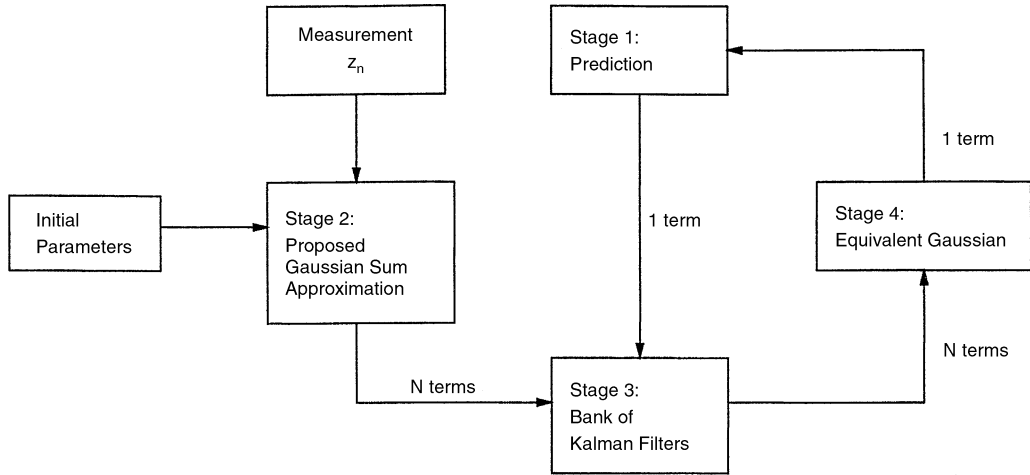 Measurement
zn
Stage 1:
Prediction
1 term
Initial
Parameters
Stage 2:
Proposed
Gaussian Sum
Approximation
1 term
Stage 4:
Equivalent Gaussian
N terms
N terms
Stage 3:
Bank of
Kalman Filters